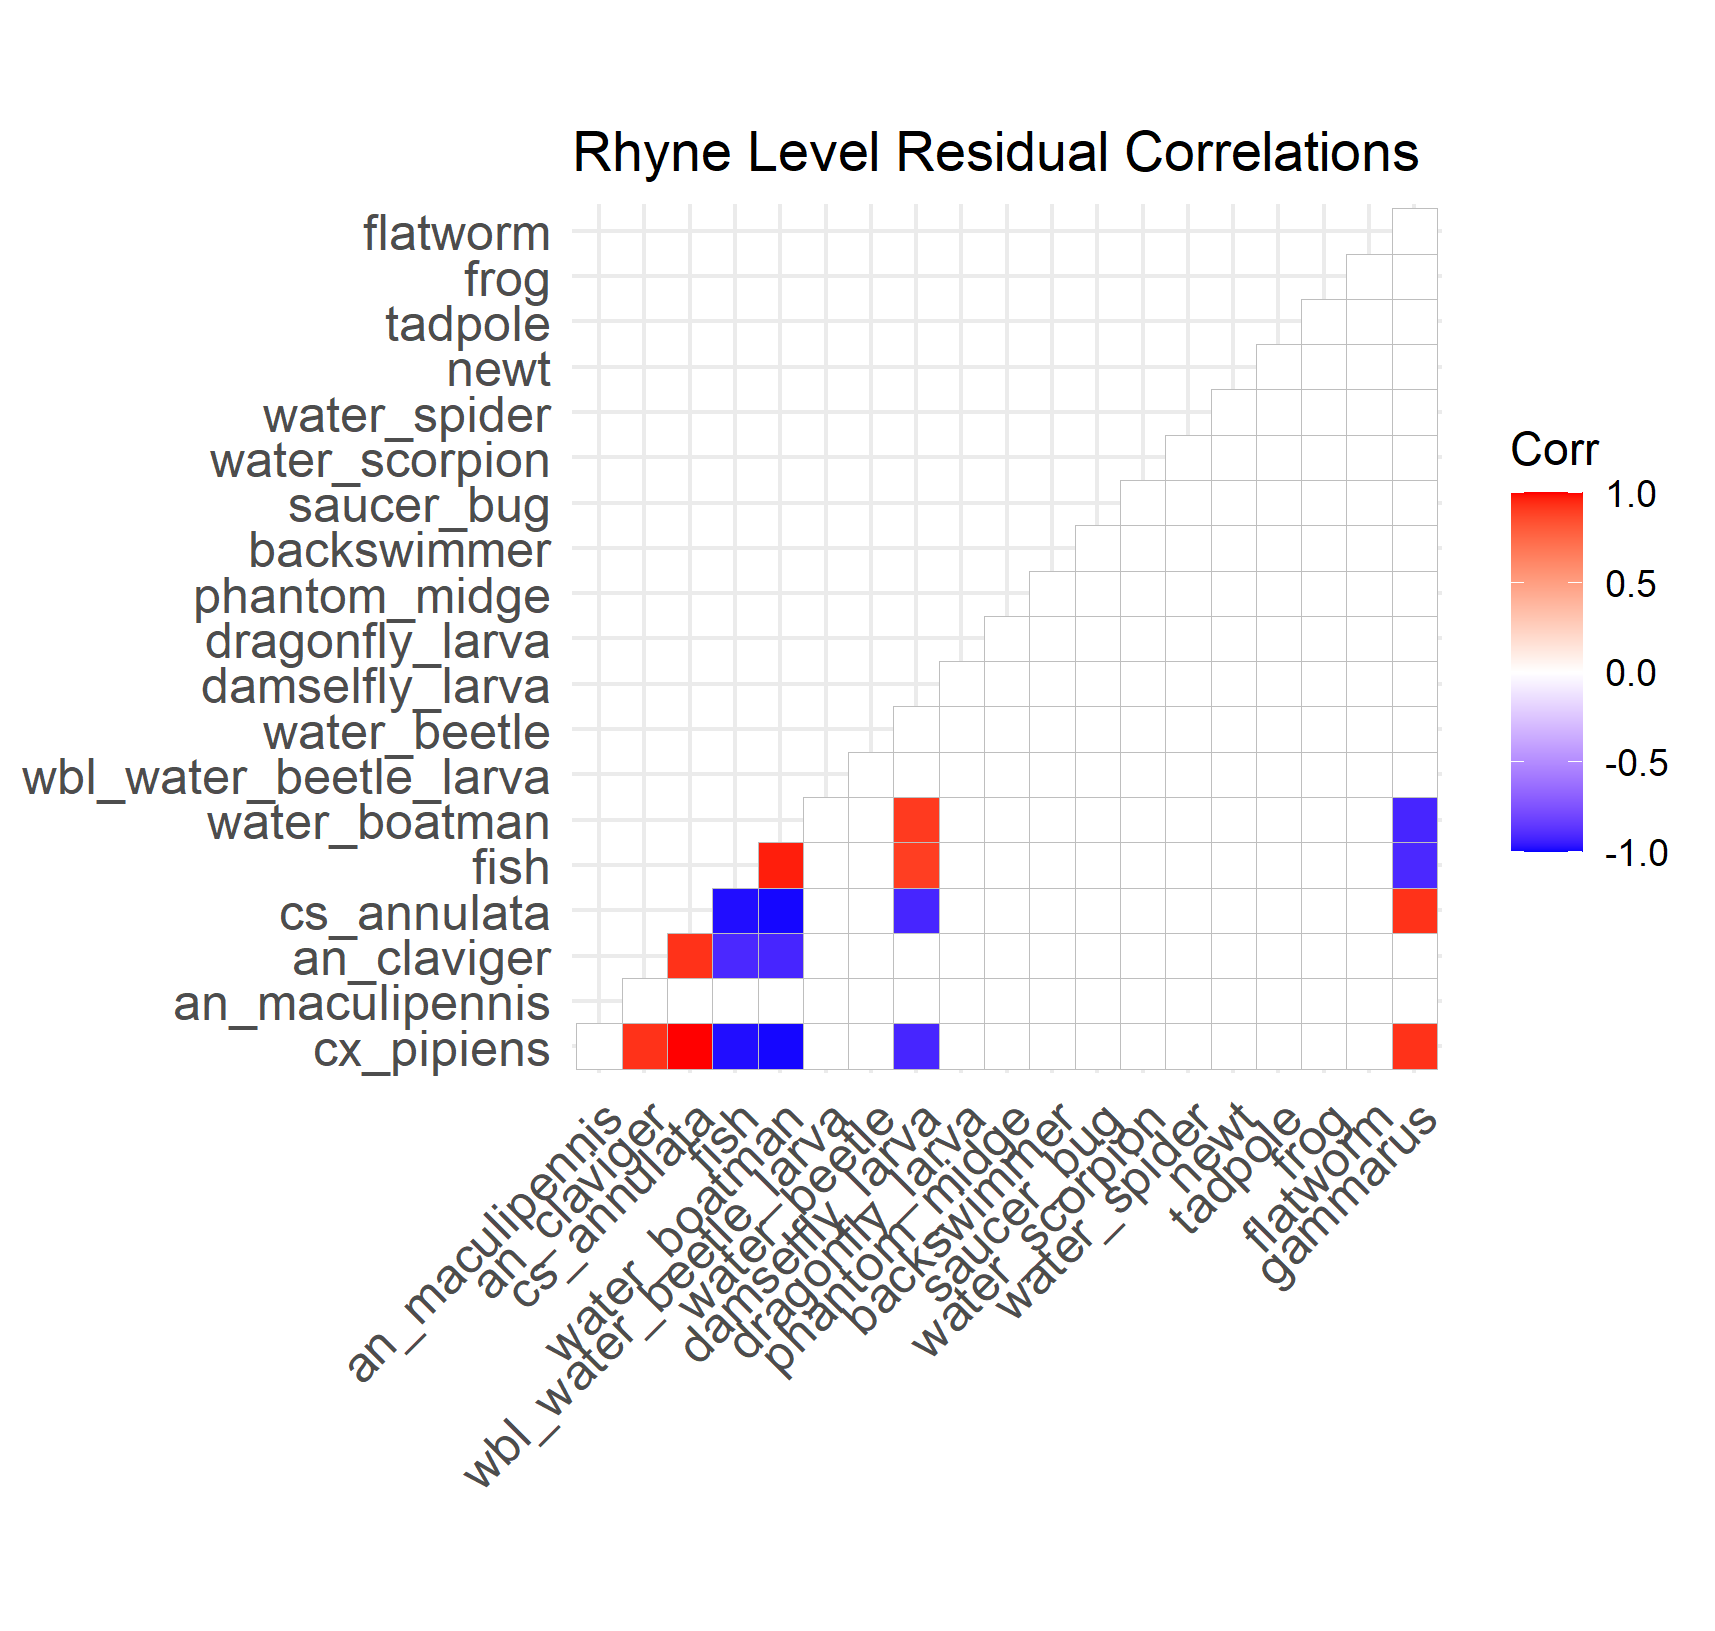 Rhyne Level Residual Correlations
flatworm
frog
tadpole
newt
water_spider
water_scorpion
saucer_bug
backswimmer
phantom_midge
dragonfly_larva
damselfly_larva
water_beetle
wbl_water_beetle_larva
water_boatman
fish
cs_annulata
an_claviger
an_maculipennis
cx_pipiens
an_maculipennis
an_claviger
cs_annulata
fish
water_boatman
wbl_water_beetle_larva
water_beetle
damselfly_larva
dragonfly_larva
phantom_midge
backswimmer
saucer_bug
water_scorpion
water_spider
newt
tadpole
frog
flatworm
gammarus
Corr
1.0
0.5
0.0
-0.5
-1.0